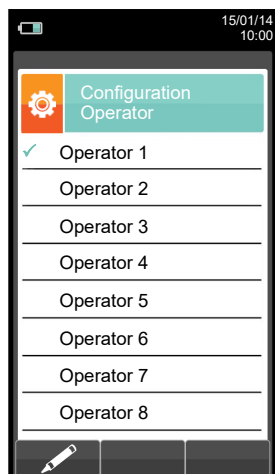 15/01/14
10:00
Configuration
Operator
Operator 1
Operator 2
Operator 3
Operator 4
Operator 5
Operator 6
Operator 7
Operator 8